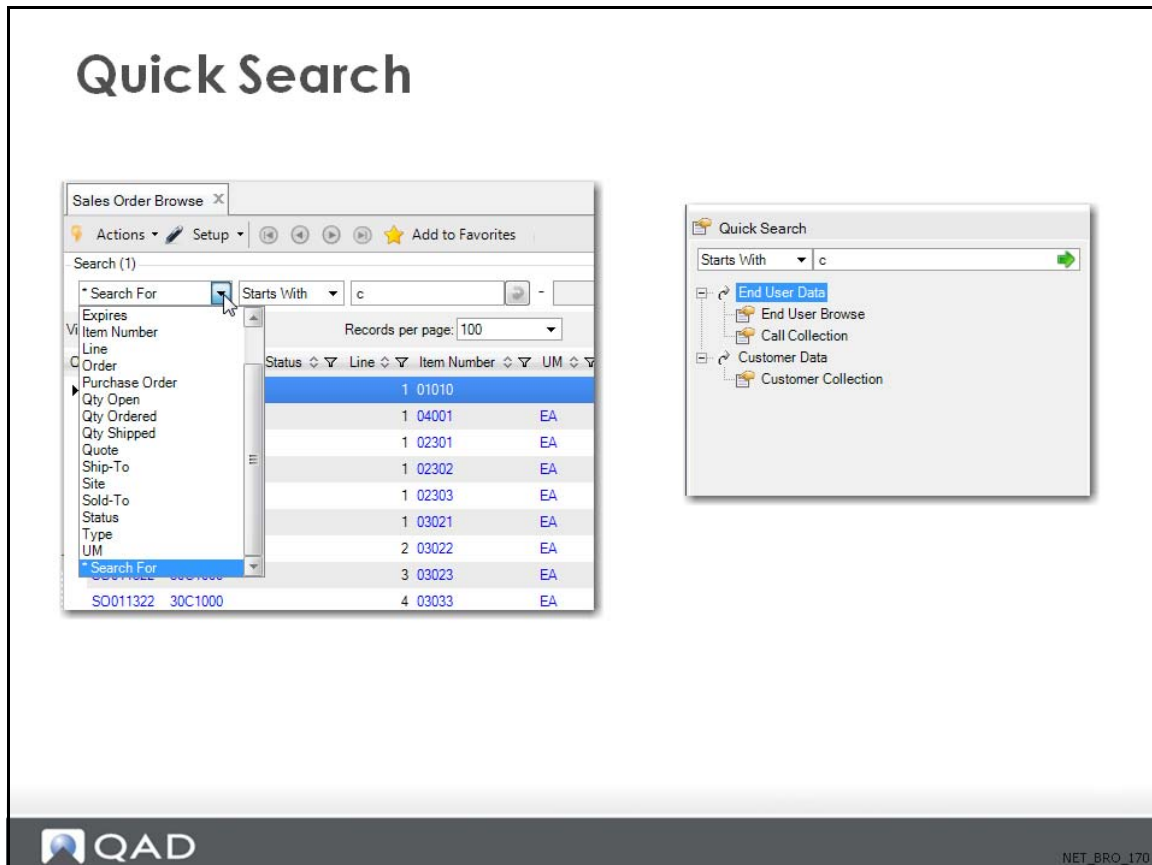 Quick Search
Sales Order Browse
Actions Setup Add to Favorites
Search (1)
* Search For Starts With c -
Expires
Item Number
Line
Order
Purchase Order
Qty Open
Qty Ordered
Qty Shipped
Quote
Ship-To
Site
Sold-To
Status
Type
UM
* Search For
Records per page: 100
Status Line Item Number UM
1 01010
1 04001 EA
1 02301 EA
1 02302 EA
1 02303 EA
1 03021 EA
2 03022 EA
3 03023 EA
SO011322 30C1000 4 03033 EA
Quick Search
Starts With c
End User Data
End User Browse
Call Collection
Customer Data
Customer Collection
QAD
NET_BRO_170